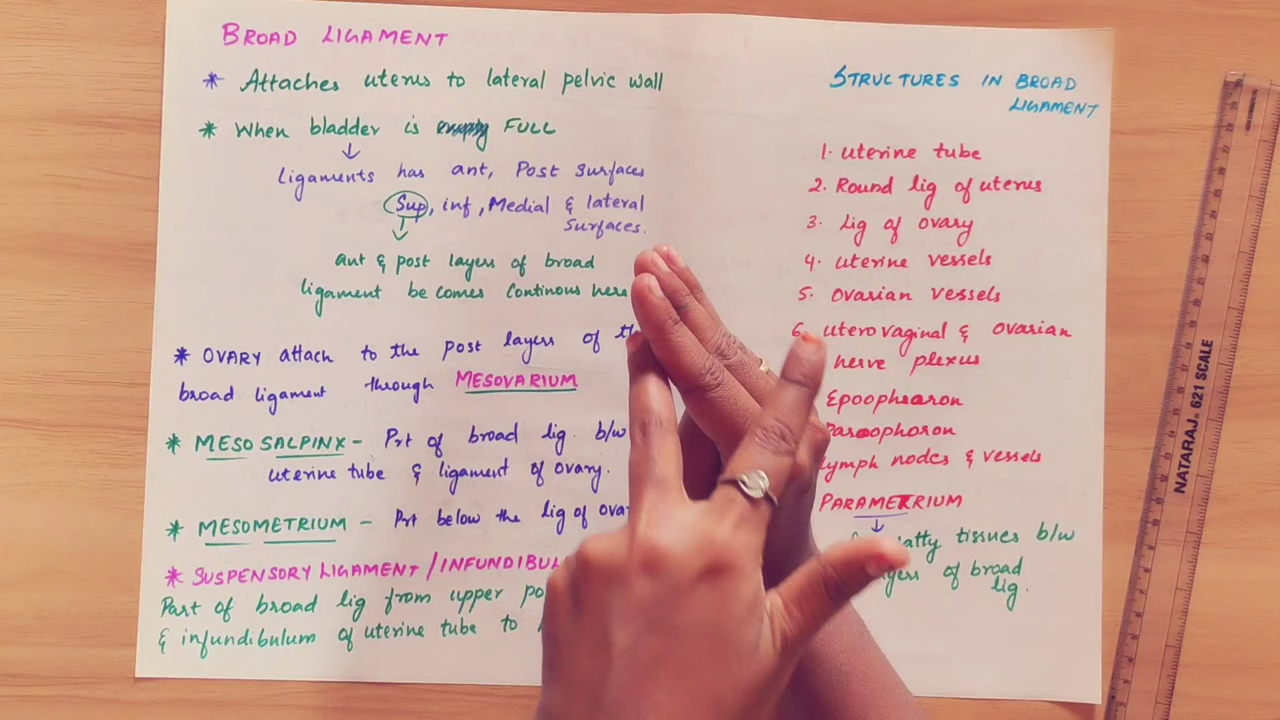 BROAD LIGAMENT
* Attaches uterus to lateral pelvic wall
* When bladder is FULL
Ligaments has ant, Post surfaces
Sup, inf, Medial & lateral
surfaces.
ant & post layers of broad
ligament becomes continous here
* OVARY attach to the post layers of
broad ligament through MESOVARIUM
* MESOSALPINX - Prt of broad lig. b/w
uterine tube & ligament of ovary.
* MESOMETRIUM - Prt below the lig of
* SUSPENSORY LIGAMENT /
Part of broad lig from upper
& infundibulum of uterine tube to
STRUCTURES IN BROAD
LIGAMENT
1. uterine tube
2. Round lig of uterus
3. Lig of ovary
4. uterine vessels
5. Ovarian vessels
6. uterovaginal & ovarian
nerve plexus
Paroophoron
lymph nodes & vessels
PARAMETRIUM
tissues b/w
of broad
lig.
NATARAJ 621 SCALE